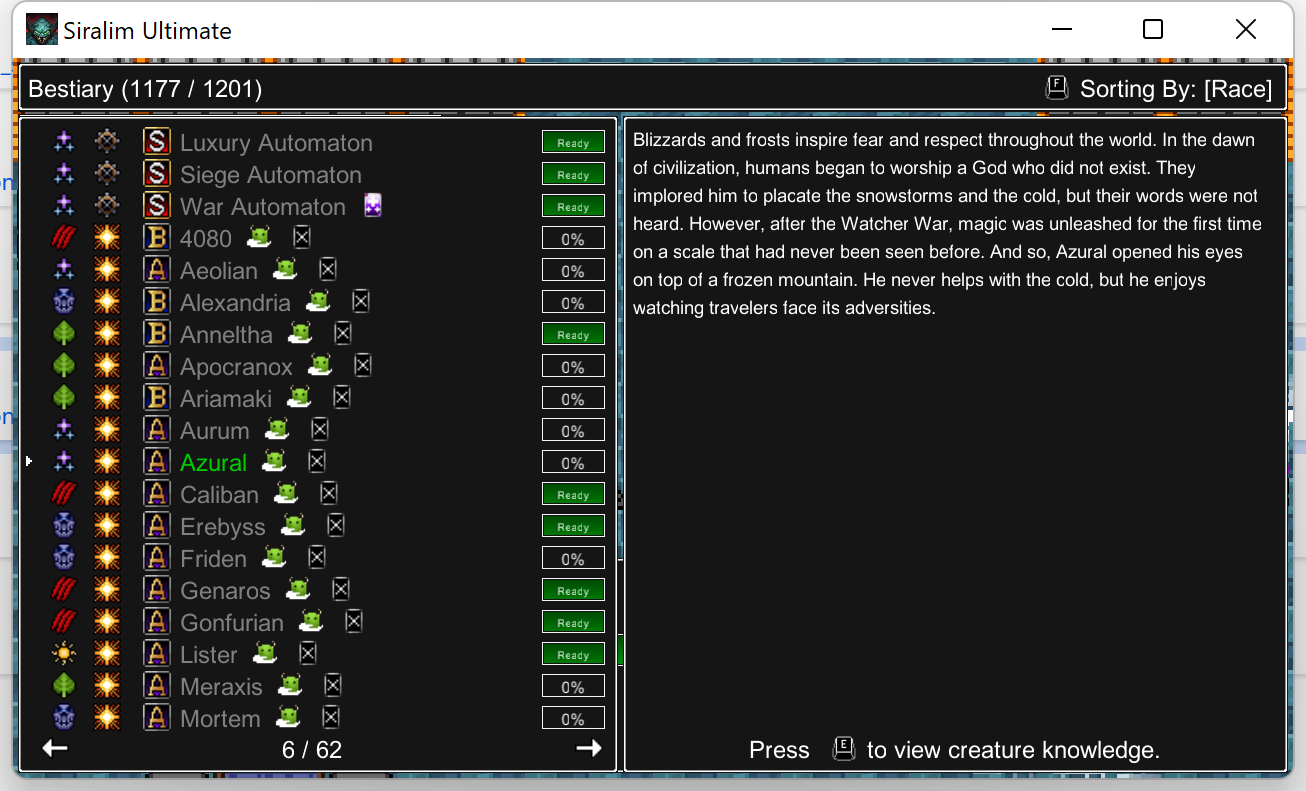 Siralim Ultimate
Bestiary (1177 / 1201)
F Sorting By: [Race]
S Luxury Automaton Ready
S Siege Automaton Ready
S War Automaton Ready
B 4080 0%
A Aeolian 0%
B Alexandria 0%
B Anneltha Ready
A Apocranox 0%
B Ariamaki 0%
A Aurum 0%
A Azural 0%
A Caliban Ready
A Erebyss Ready
A Friden 0%
A Genaros Ready
A Gonfurian Ready
A Lister Ready
A Meraxis 0%
A Mortem 0%
6 / 62
Blizzards and frosts inspire fear and respect throughout the world. In the dawn
of civilization, humans began to worship a God who did not exist. They
implored him to placate the snowstorms and the cold, but their words were not
heard. However, after the Watcher War, magic was unleashed for the first time
on a scale that had never been seen before. And so, Azural opened his eyes
on top of a frozen mountain. He never helps with the cold, but he enjoys
watching travelers face its adversities.
Press E to view creature knowledge.